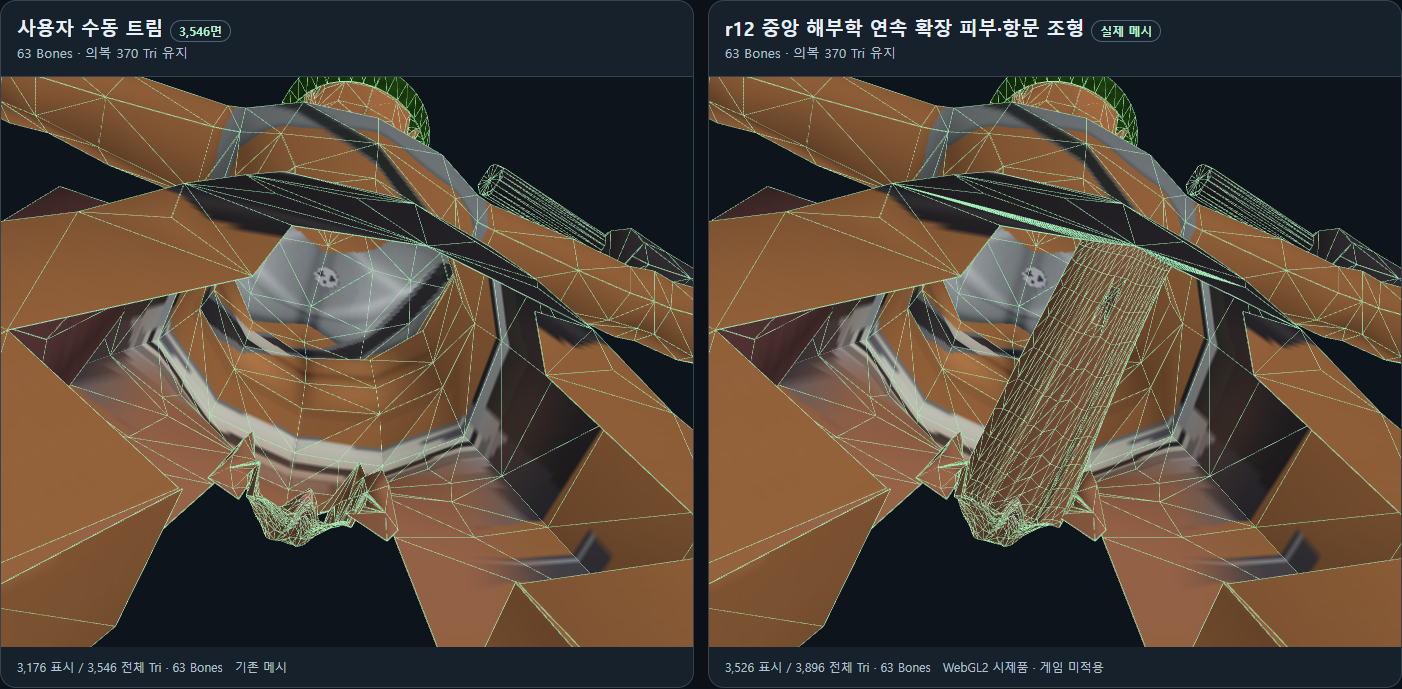 사용자 수동 트림 3,546면
63 Bones · 의복 370 Tri 유지
3,176 표시 / 3,546 전체 Tri · 63 Bones 기존 메시
r12 중앙 해부학 연속 확장 피부·항문 조형 실제 메시
63 Bones · 의복 370 Tri 유지
3,526 표시 / 3,896 전체 Tri · 63 Bones WebGL2 시제품 · 게임 미적용